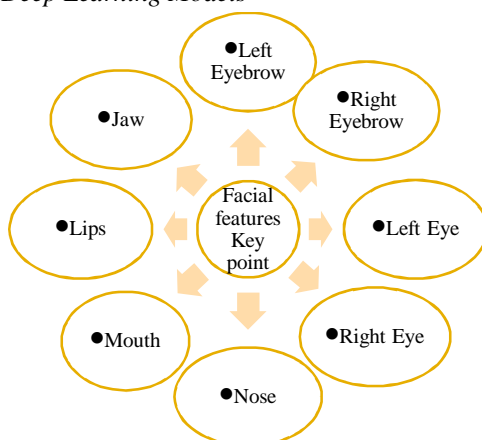 Deep Learning Models
●Left
Eyebrow
●Right
Eyebrow
●Jaw
Facial
features
Key
point
●Lips
●Left Eye
●Mouth
●Right Eye
●Nose